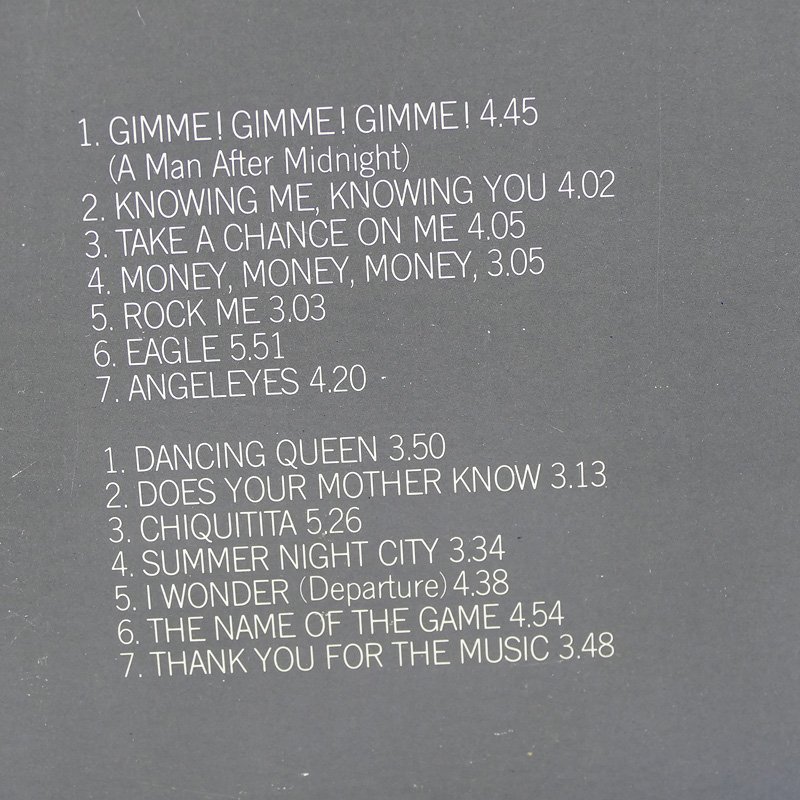 1. GIMME! GIMME! GIMME! 4.45
(A Man After Midnight)
2. KNOWING ME, KNOWING YOU 4.02
3. TAKE A CHANCE ON ME 4.05
4. MONEY, MONEY, MONEY, 3.05
5. ROCK ME 3.03
6. EAGLE 5.51
7. ANGELEYES 4.20
1. DANCING QUEEN 3.50
2. DOES YOUR MOTHER KNOW 3.13
3. CHIQUITITA 5.26
4. SUMMER NIGHT CITY 3.34
5. I WONDER (Departure) 4.38
6. THE NAME OF THE GAME 4.54
7. THANK YOU FOR THE MUSIC 3.48